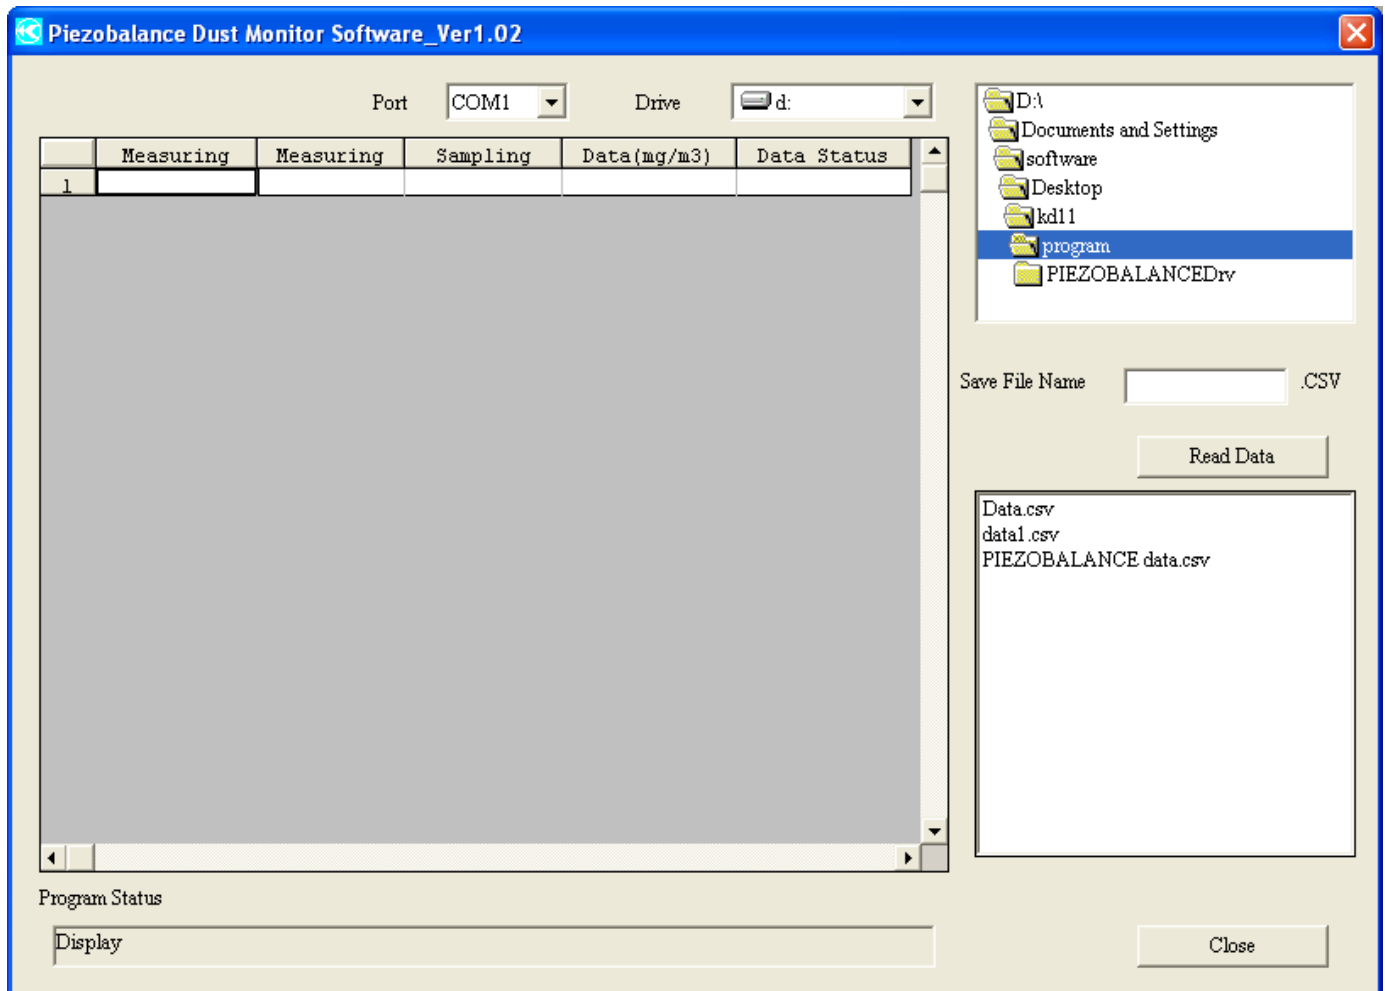 Piezobalance Dust Monitor Software_Ver1.02
Port COM1 Drive d:
Measuring Measuring Sampling Data(mg/m3) Data Status
1
D:\
Documents and Settings
software
Desktop
kd11
program
PIEZOBALANCEDrv
Save File Name .CSV
Read Data
Data.csv
data1.csv
PIEZOBALANCE data.csv
Program Status
Display
Close